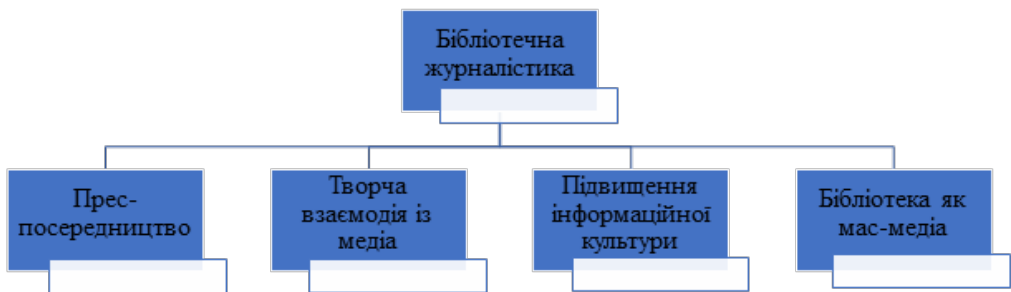 Бібліотечна
журналістика
Прес-
посередництво
Творча
взаємодія із
медіа
Підвищення
інформаційної
культури
Бібліотека як
мас-медіа